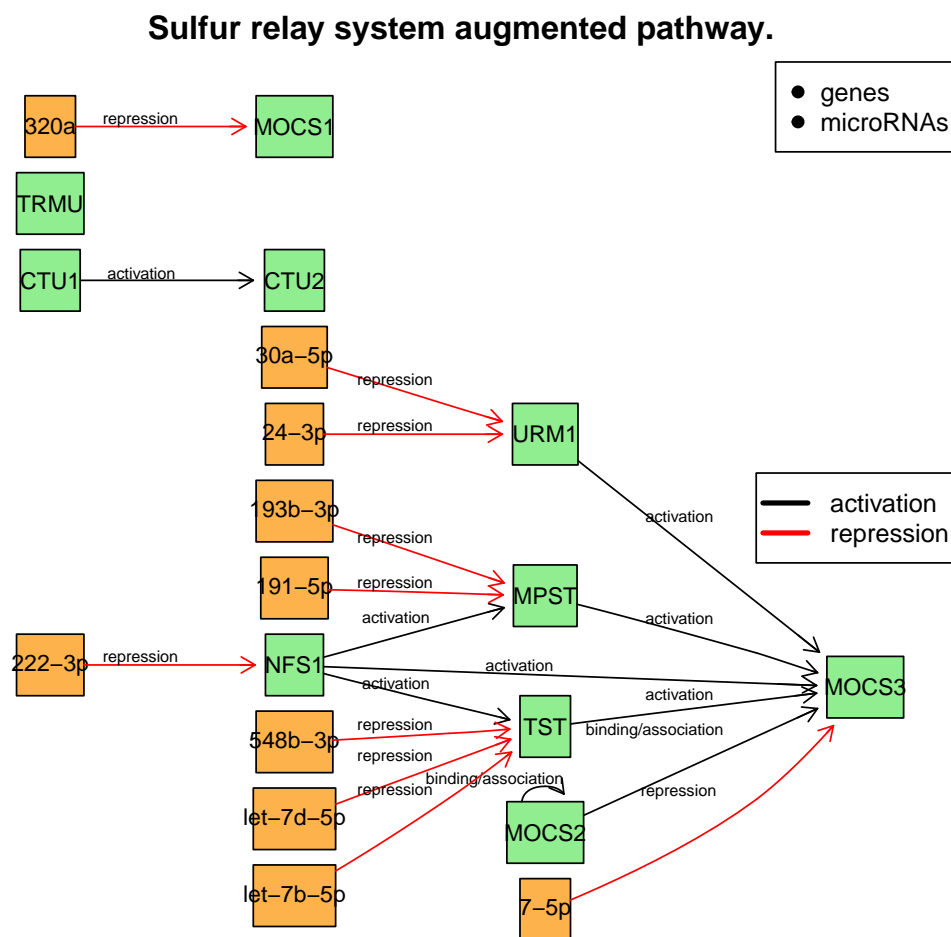 Sulfur relay system augmented pathway.
genes
microRNAs
320a
repression
MOCS1
TRMU
CTU1
activation
CTU2
30a−5p
repression
24−3p
repression
URM1
193b−3p
repression
activation
activation
repression
191−5p
repression
MPST
activation
activation
222−3p
repression
NFS1
activation
activation
activation
MOCS3
548b−3p
repression
TST
binding/association
repression
binding/association
let−7d−5p
repression
repression
MOCS2
let−7b−5p
7−5p